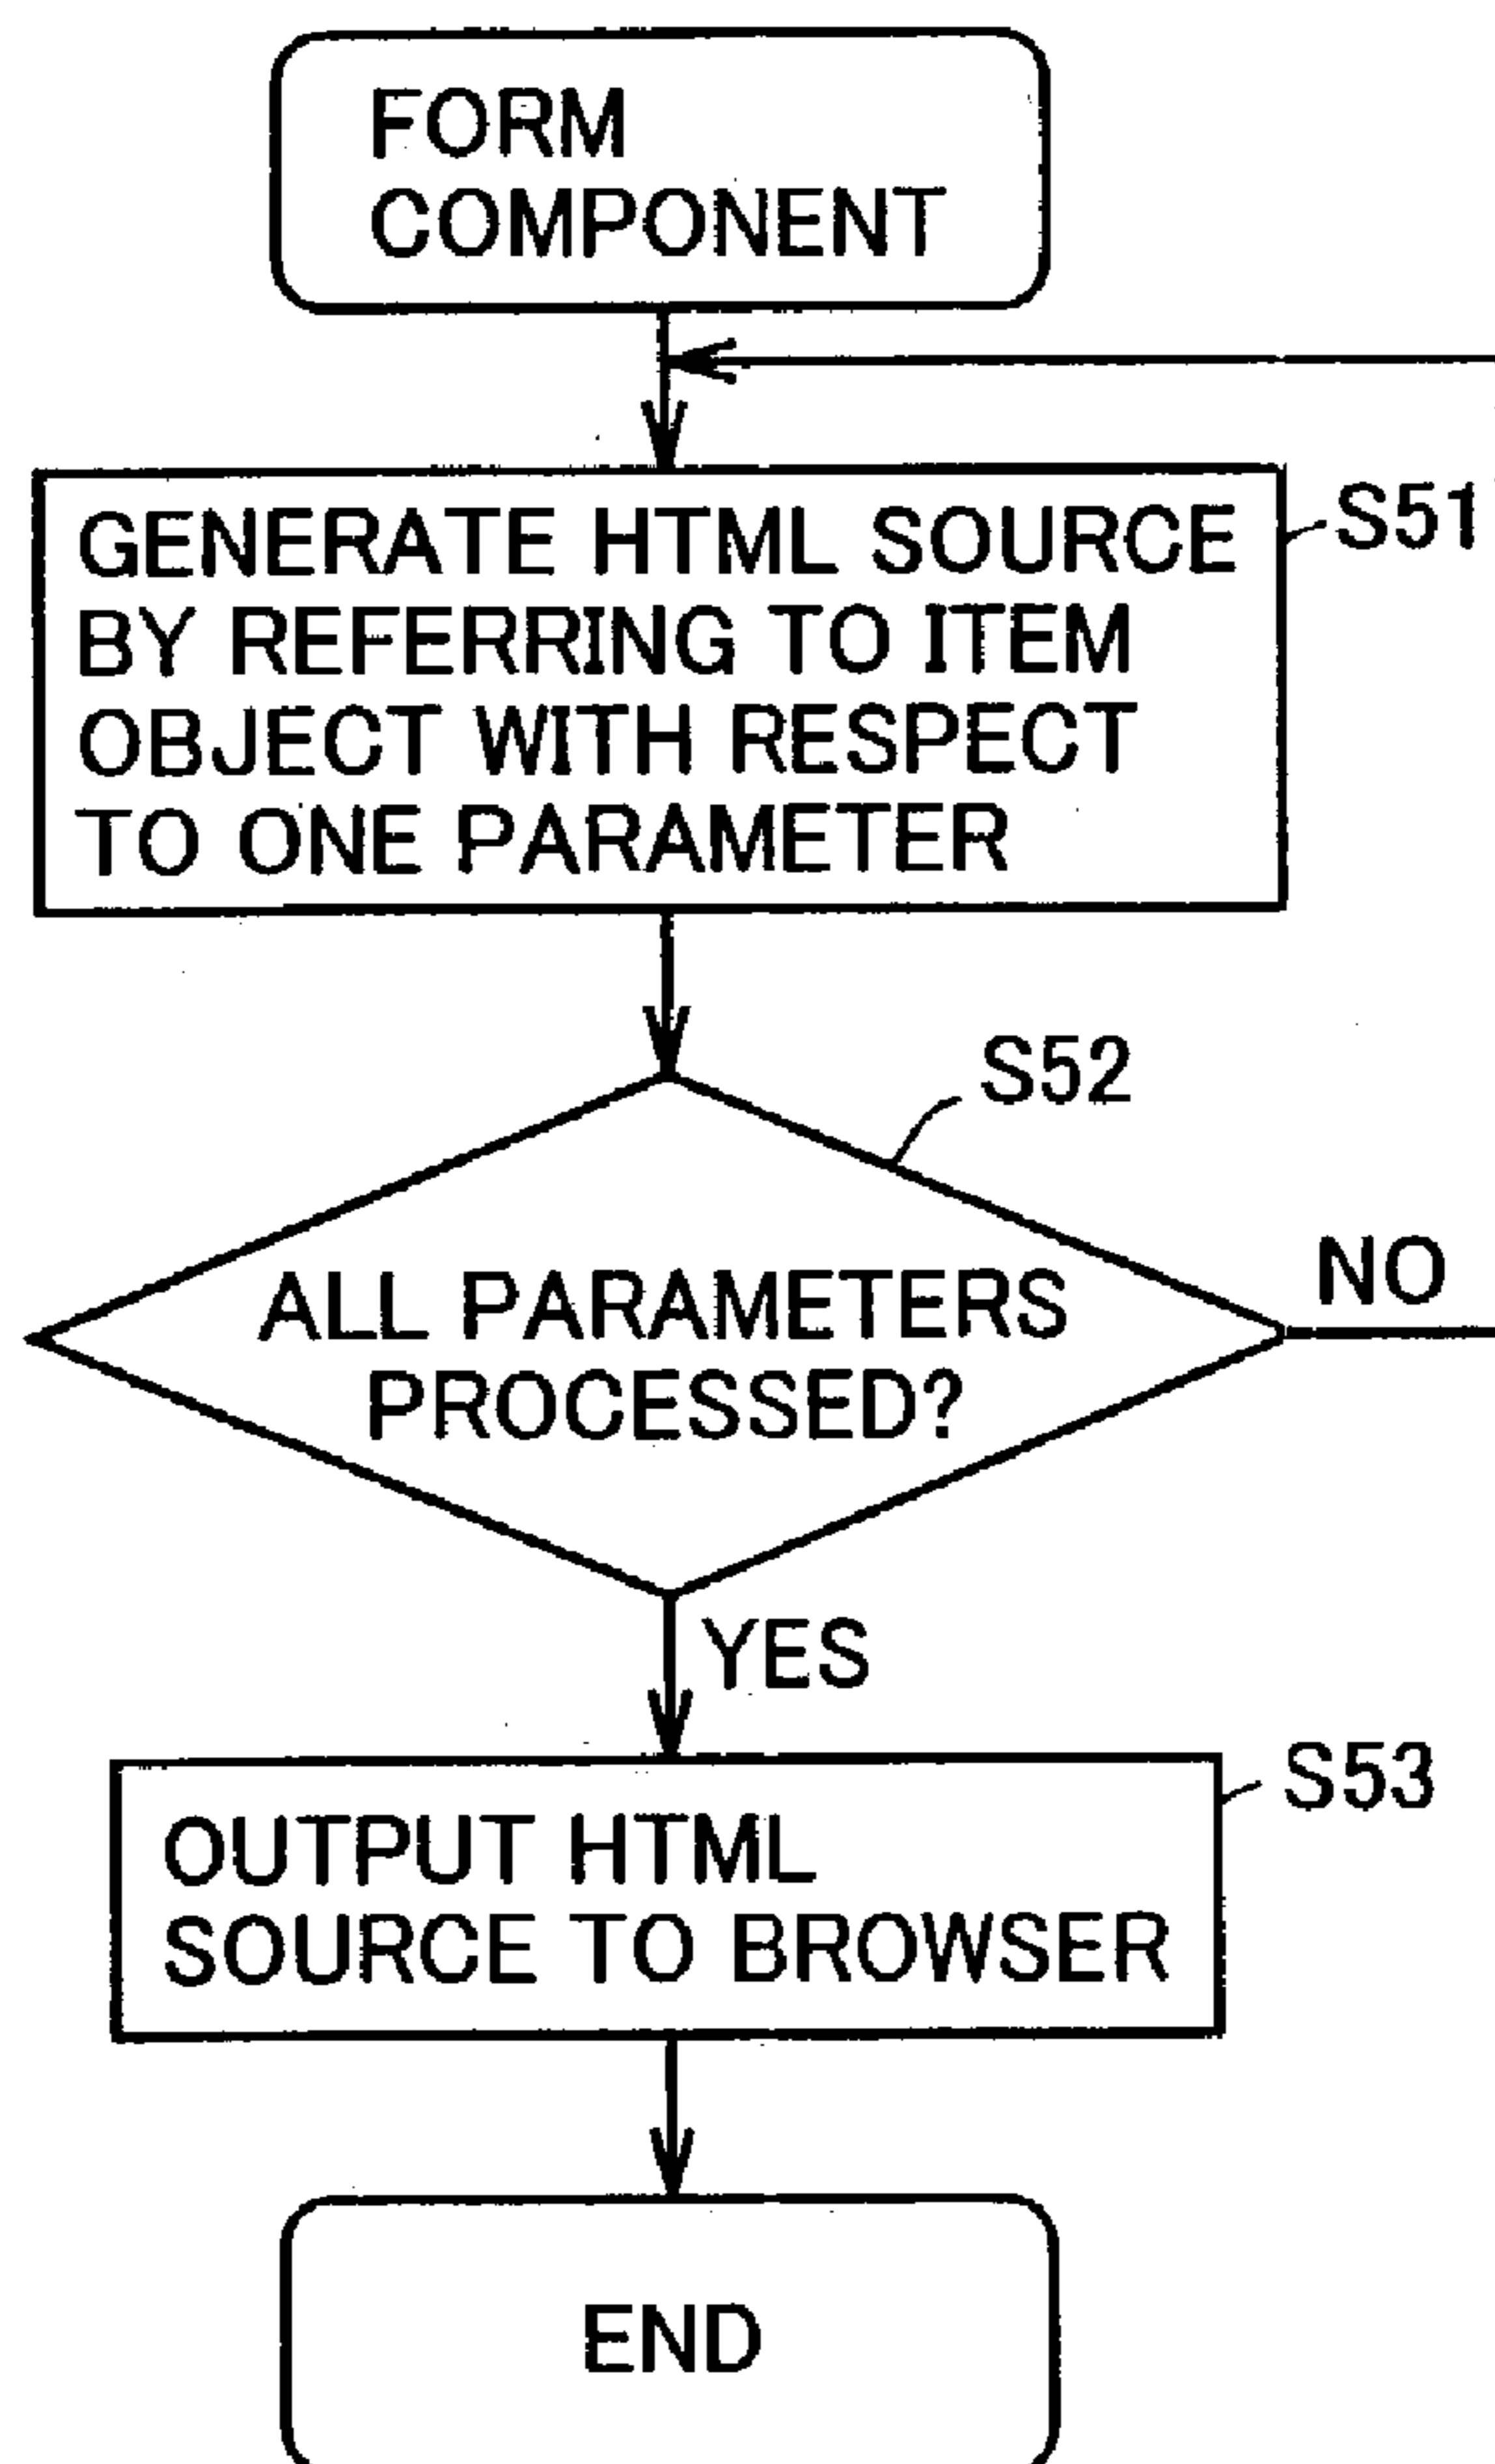 FORM
COMPONENT
GENERATE HTML SOURCE
BY REFERRING TO ITEM
OBJECT WITH RESPECT
TO ONE PARAMETER
S51
S52
ALL PARAMETERS
PROCESSED?
NO
YES
S53
OUTPUT HTML
SOURCE TO BROWSER
END